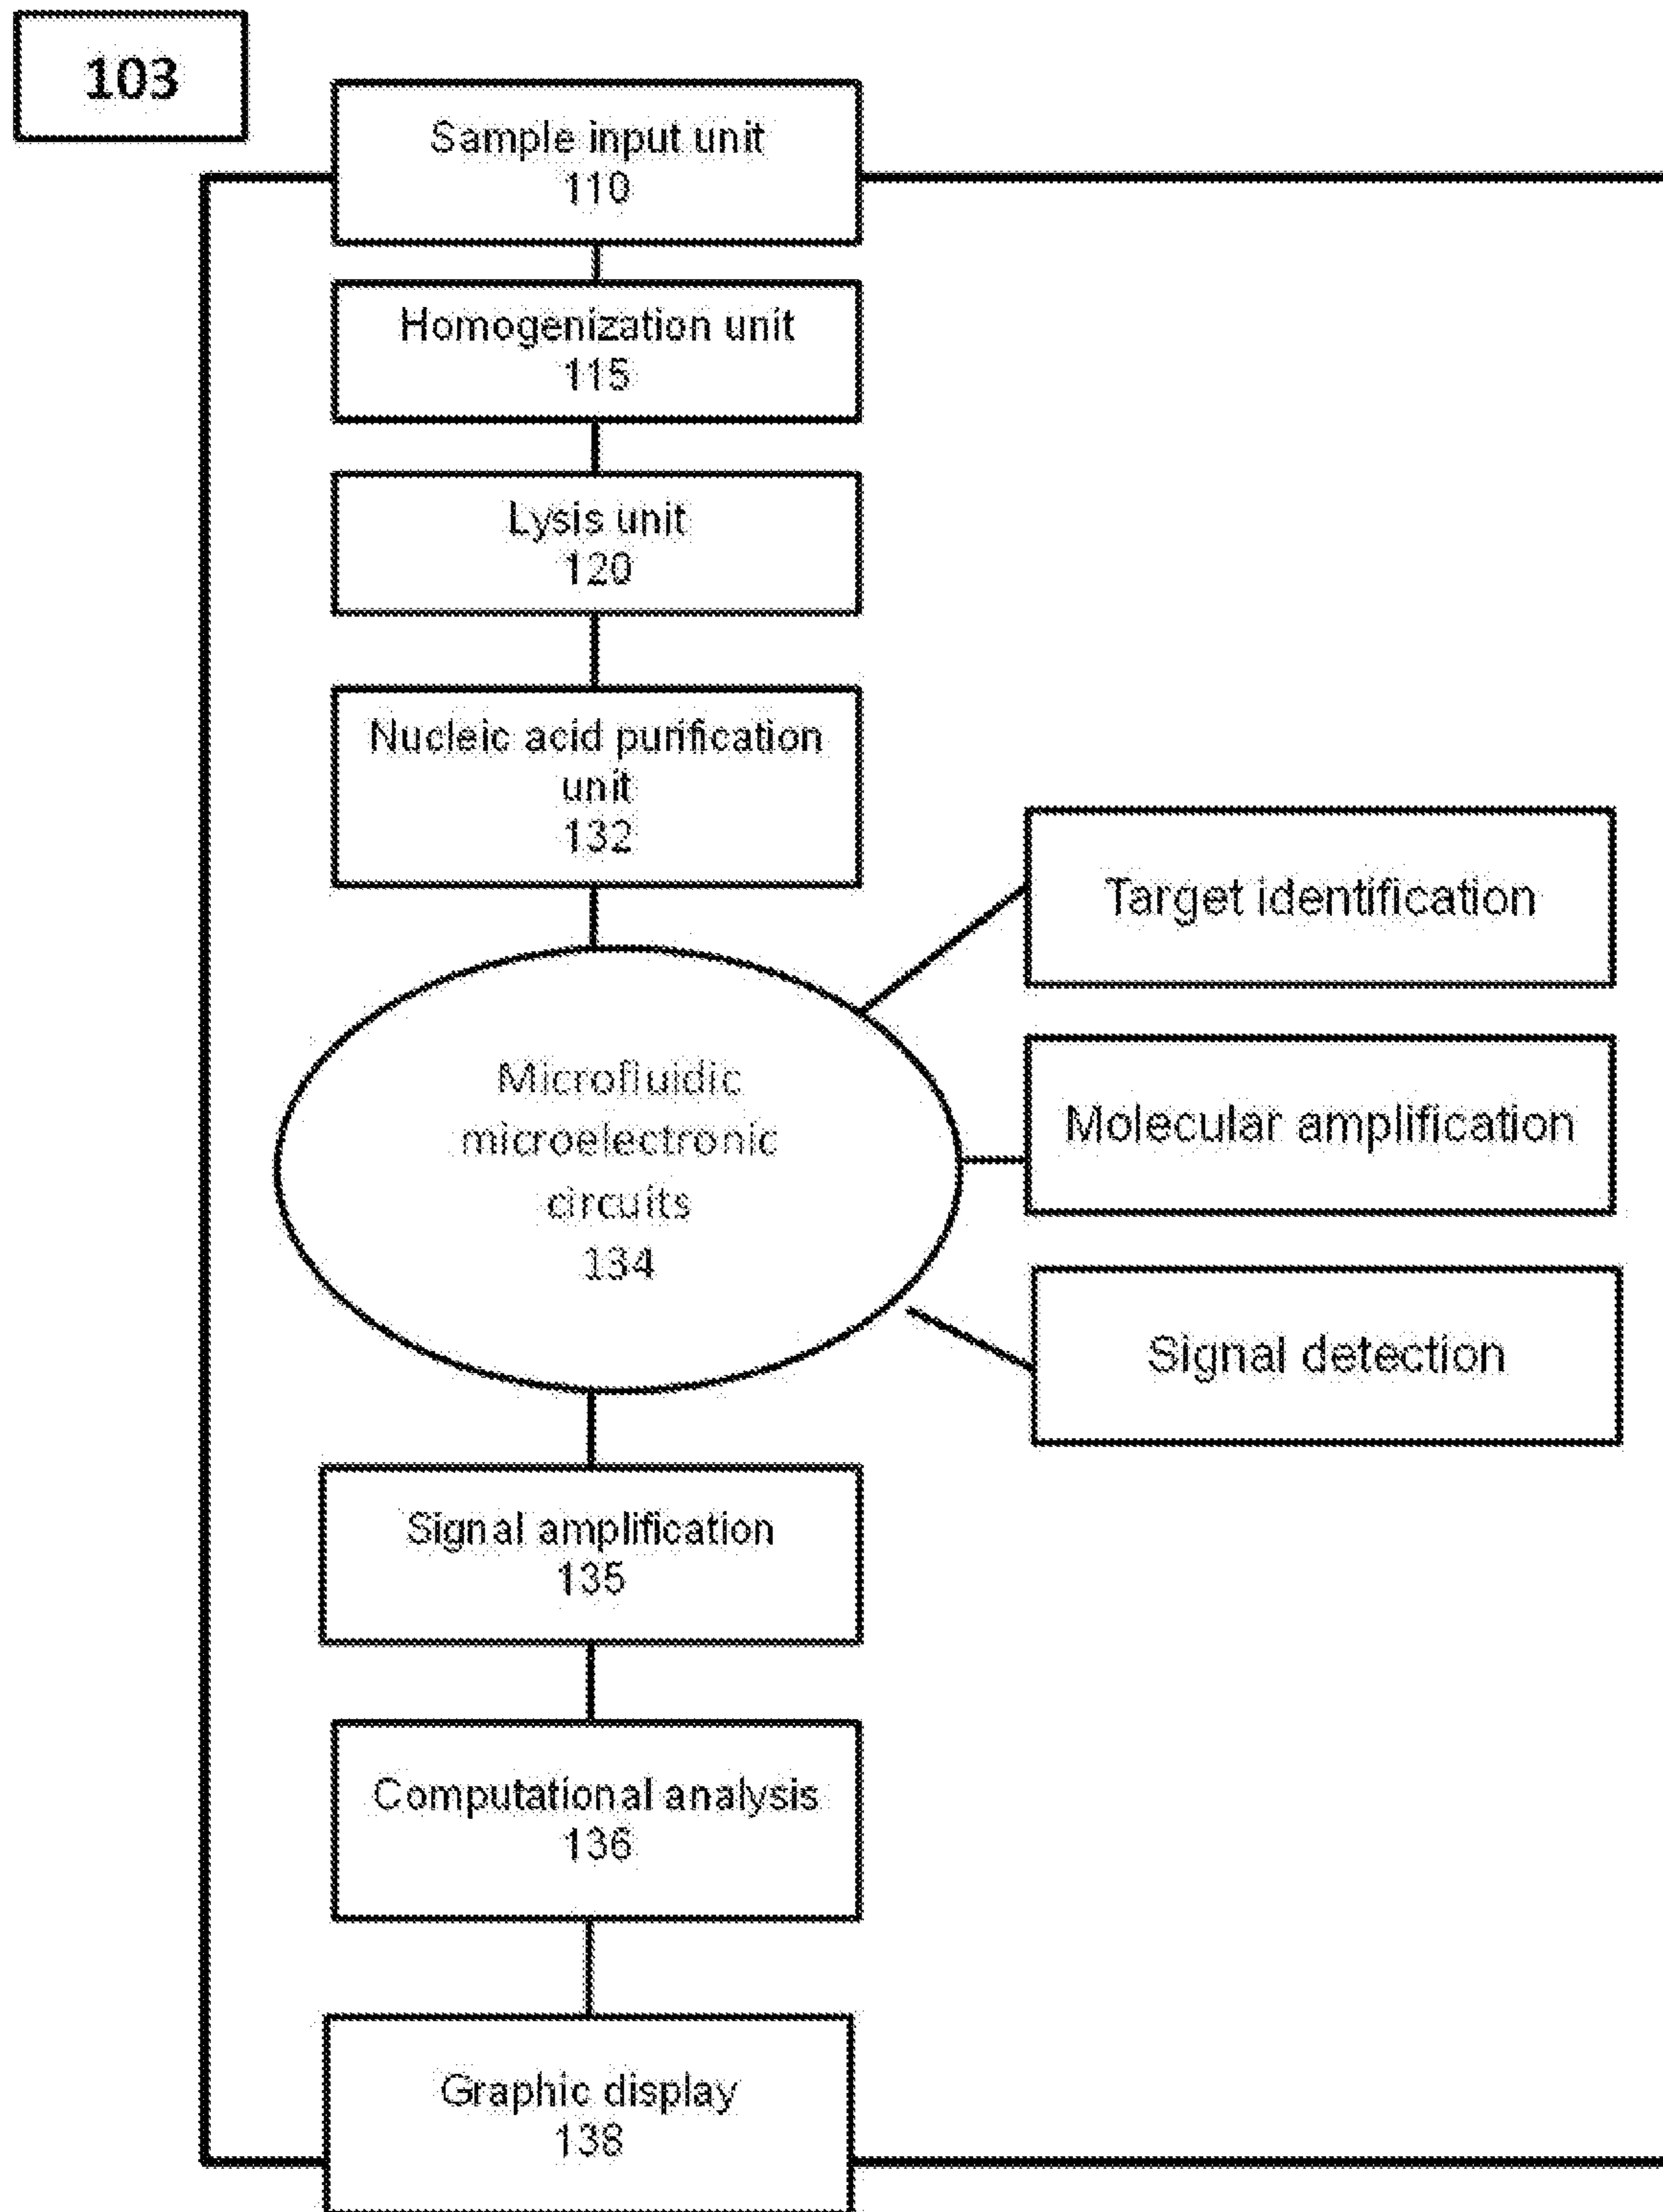 103
Sample input unit
110
Homogenization unit
115
Lysis unit
120
Nucleic acid purification
unit
132
Target identification
Microfluidic
microelectronic
circuits
134
Molecular amplification
Signal detection
Signal amplification
135
Computational analysis
136
Graphic display
138